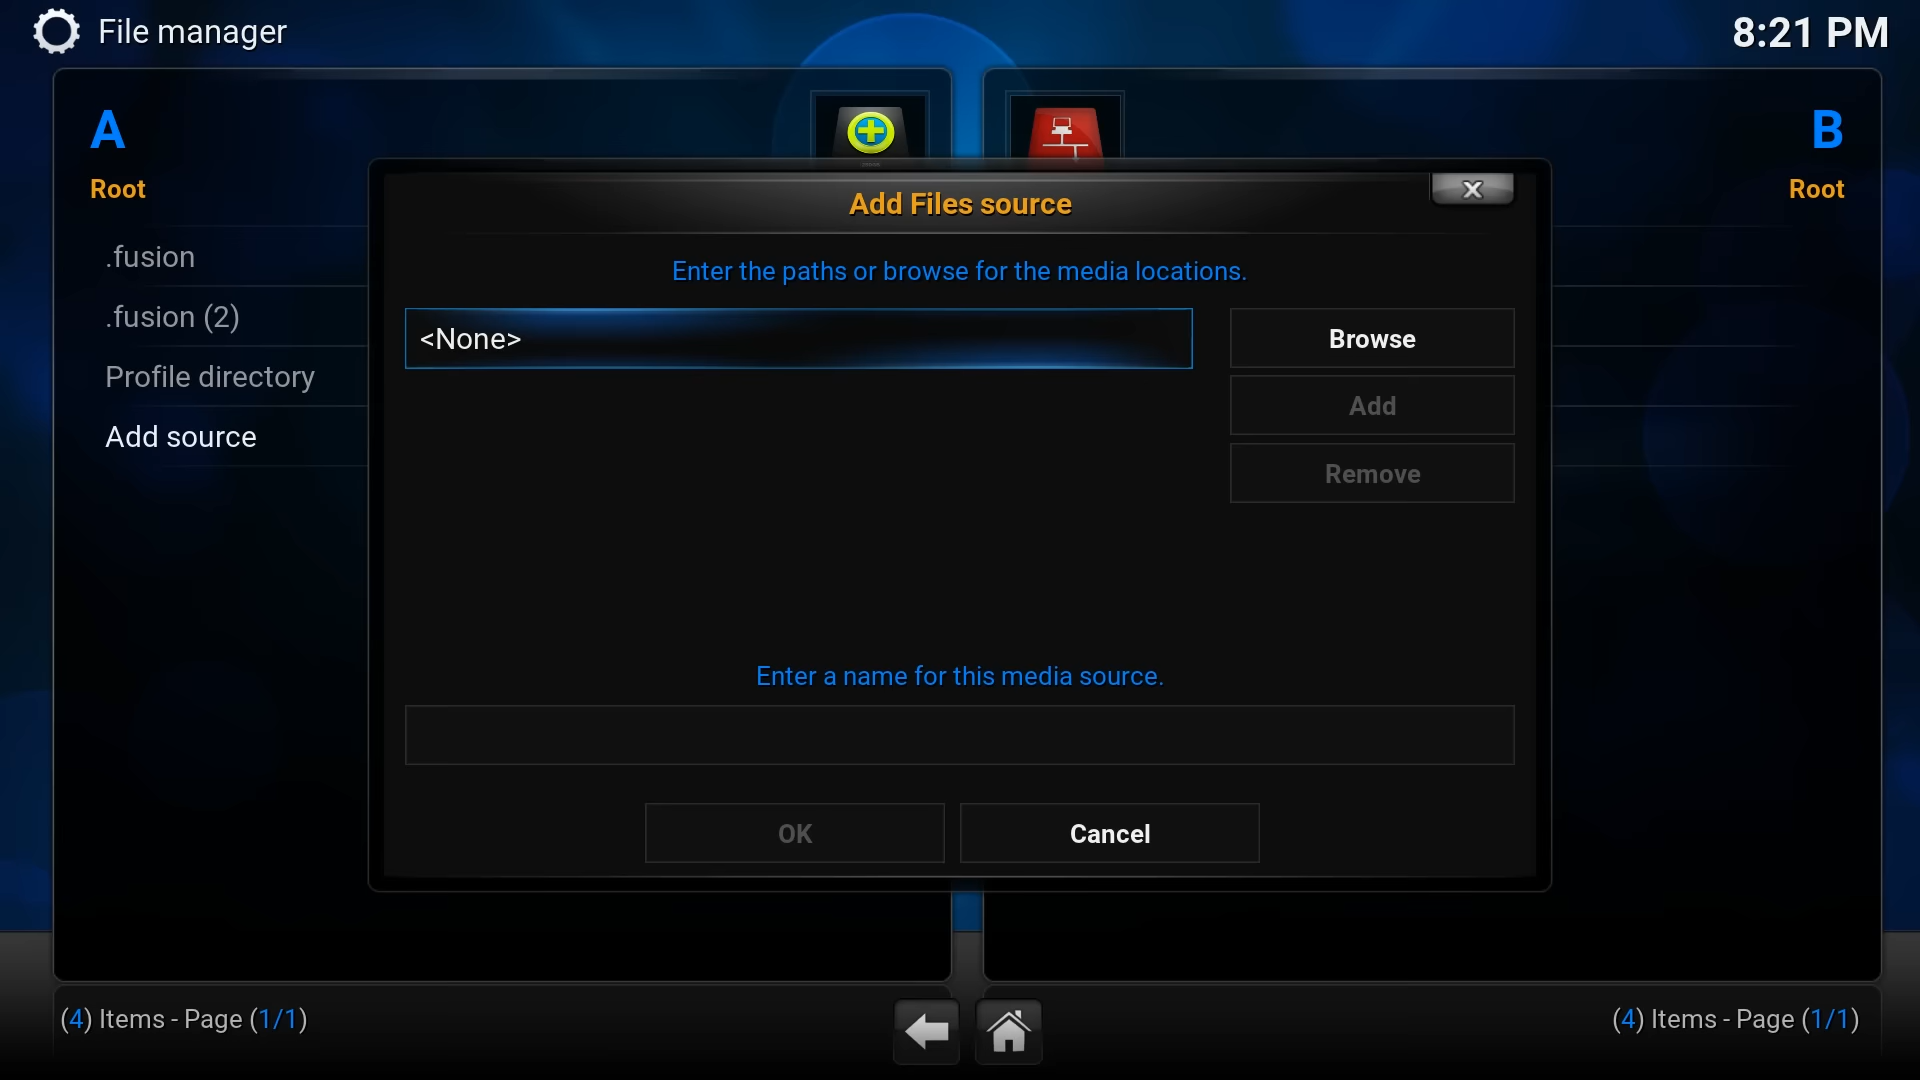 File manager
8:21 PM
A
B
Root
Root
.fusion
.fusion (2)
Profile directory
Add source
Add Files source
Enter the paths or browse for the media locations.
<None>
Browse
Add
Remove
Enter a name for this media source.
OK
Cancel
(4) Items - Page (1/1)
(4) Items - Page (1/1)